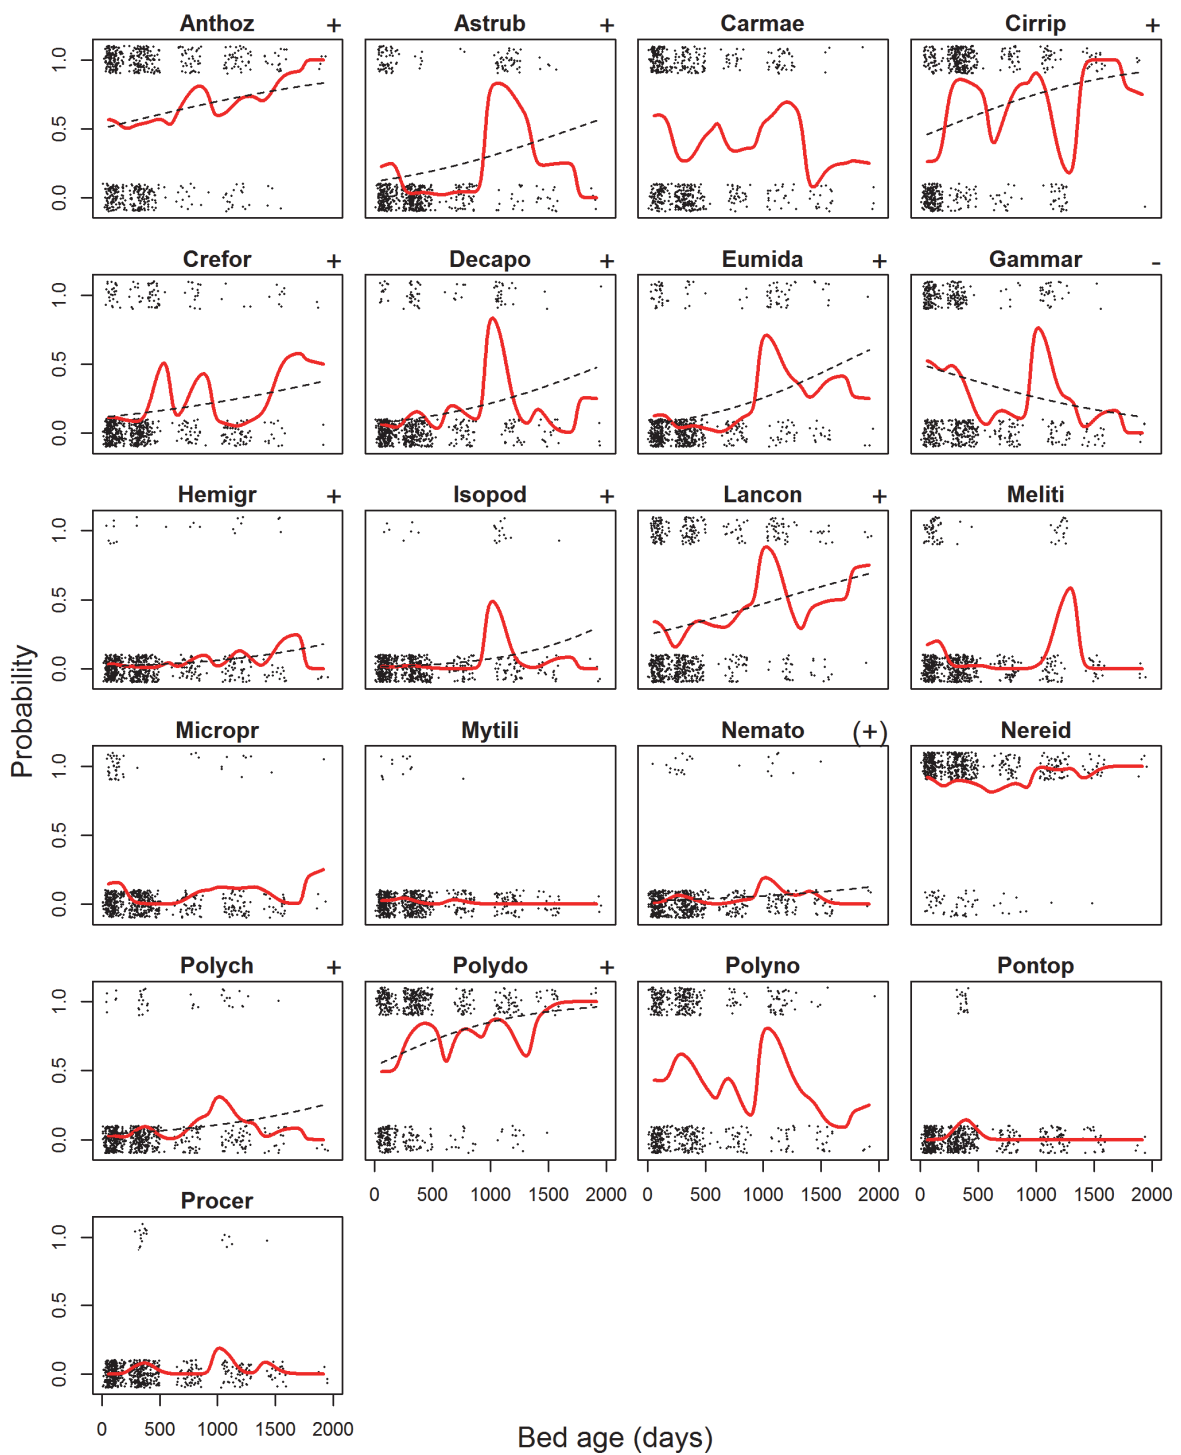 Anthoz + Astrub + Carmae Cirrip +
0.0 0.5 1.0
Crefor + Decapo + Eumida + Gammar -
0.0 0.5 1.0
Hemigr + Isopod + Lancon + Meliti
0.0 0.5 1.0
Probability
Micropr Mytili Nemato (+) Nereid
0.0 0.5 1.0
Polych + Polydo + Polyno Pontop
0.0 0.5 1.0
0 500 1000 1500 2000 0 500 1000 1500 2000 0 500 1000 1500 2000
Procer
0.0 0.5 1.0
0 500 1000 1500 2000
Bed age (days)